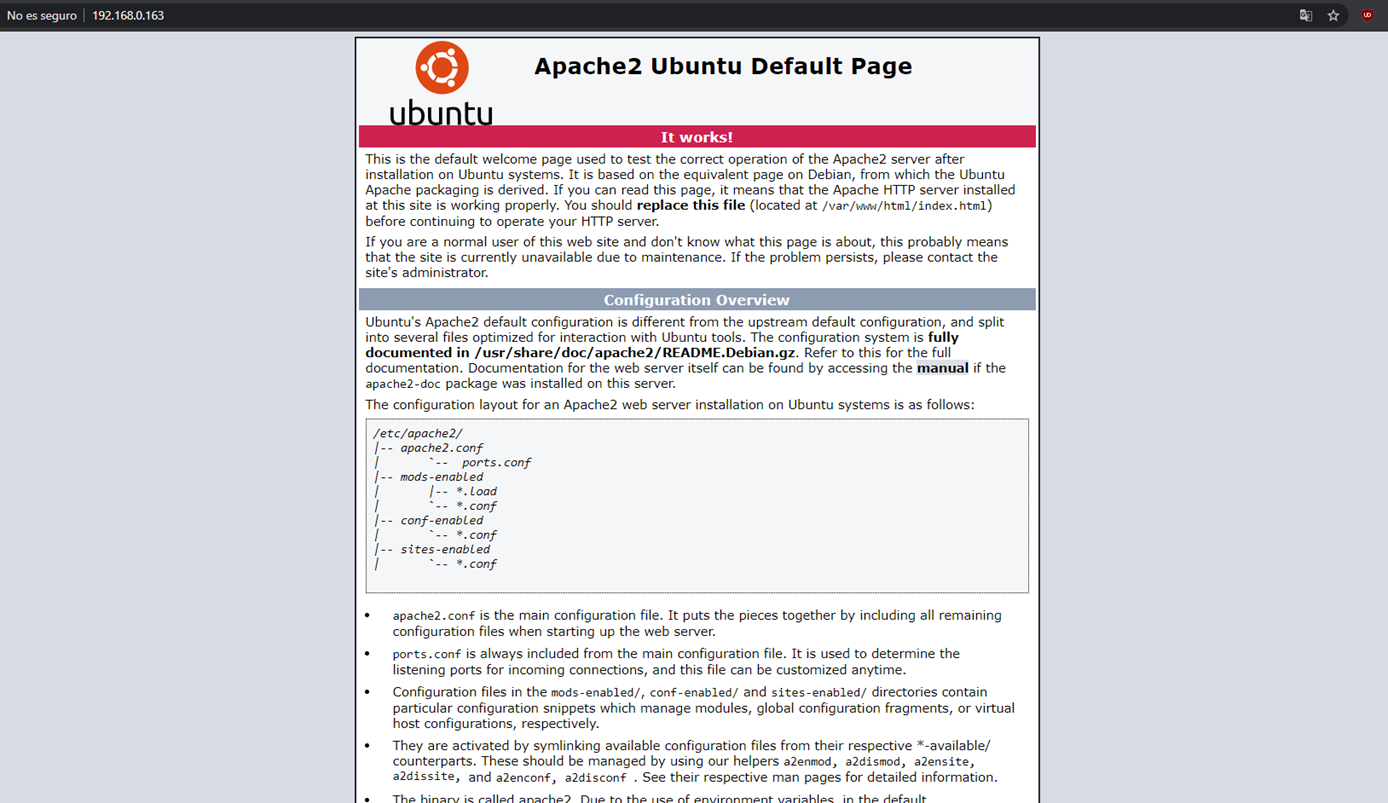 No es seguro 192.168.0.163
UD
Apache2 Ubuntu Default Page
ubuntu
It works!
This is the default welcome page used to test the correct operation of the Apache2 server after
installation on Ubuntu systems. It is based on the equivalent page on Debian, from which the Ubuntu
Apache packaging is derived. If you can read this page, it means that the Apache HTTP server installed
at this site is working properly. You should replace this file (located at /var/www/html/index.html)
before continuing to operate your HTTP server.
If you are a normal user of this web site and don't know what this page is about, this probably means
that the site is currently unavailable due to maintenance. If the problem persists, please contact the
site's administrator.
Configuration Overview
Ubuntu's Apache2 default configuration is different from the upstream default configuration, and split
into several files optimized for interaction with Ubuntu tools. The configuration system is fully
documented in /usr/share/doc/apache2/README.Debian.gz. Refer to this for the full
documentation. Documentation for the web server itself can be found by accessing the manual if the
apache2-doc package was installed on this server.
The configuration layout for an Apache2 web server installation on Ubuntu systems is as follows:
/etc/apache2/
|-- apache2.conf
|       `--  ports.conf
|-- mods-enabled
|       |-- *.load
|       `-- *.conf
|-- conf-enabled
|       `-- *.conf
|-- sites-enabled
|       `-- *.conf
• apache2.conf is the main configuration file. It puts the pieces together by including all remaining
configuration files when starting up the web server.
• ports.conf is always included from the main configuration file. It is used to determine the
listening ports for incoming connections, and this file can be customized anytime.
• Configuration files in the mods-enabled/, conf-enabled/ and sites-enabled/ directories contain
particular configuration snippets which manage modules, global configuration fragments, or virtual
host configurations, respectively.
• They are activated by symlinking available configuration files from their respective *-available/
counterparts. These should be managed by using our helpers a2enmod, a2dismod, a2ensite,
a2dissite, and a2enconf, a2disconf . See their respective man pages for detailed information.
• The binary is called apache2. Due to the use of environment variables, in the default